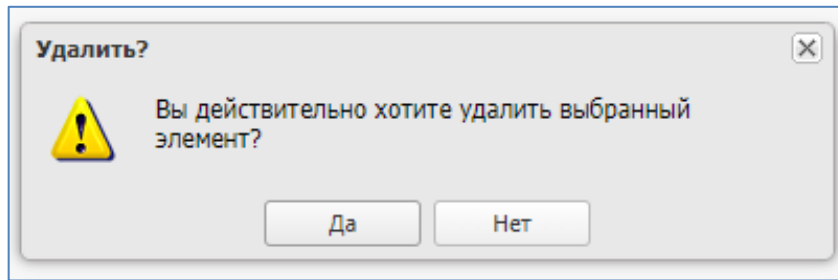 Удалить?
Вы действительно хотите удалить выбранный
элемент?
Да
Нет